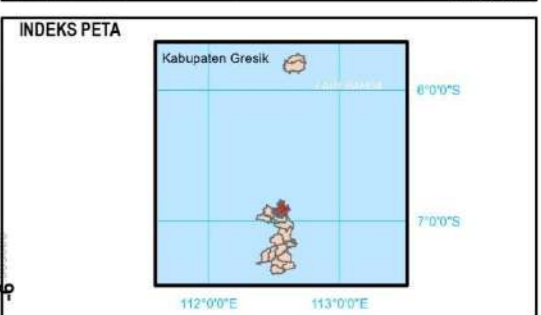 INDEKS PETA
Kabupaten Gresik
6°0'0"S
7°0'0"S
112°0'0"E
113°0'0"E